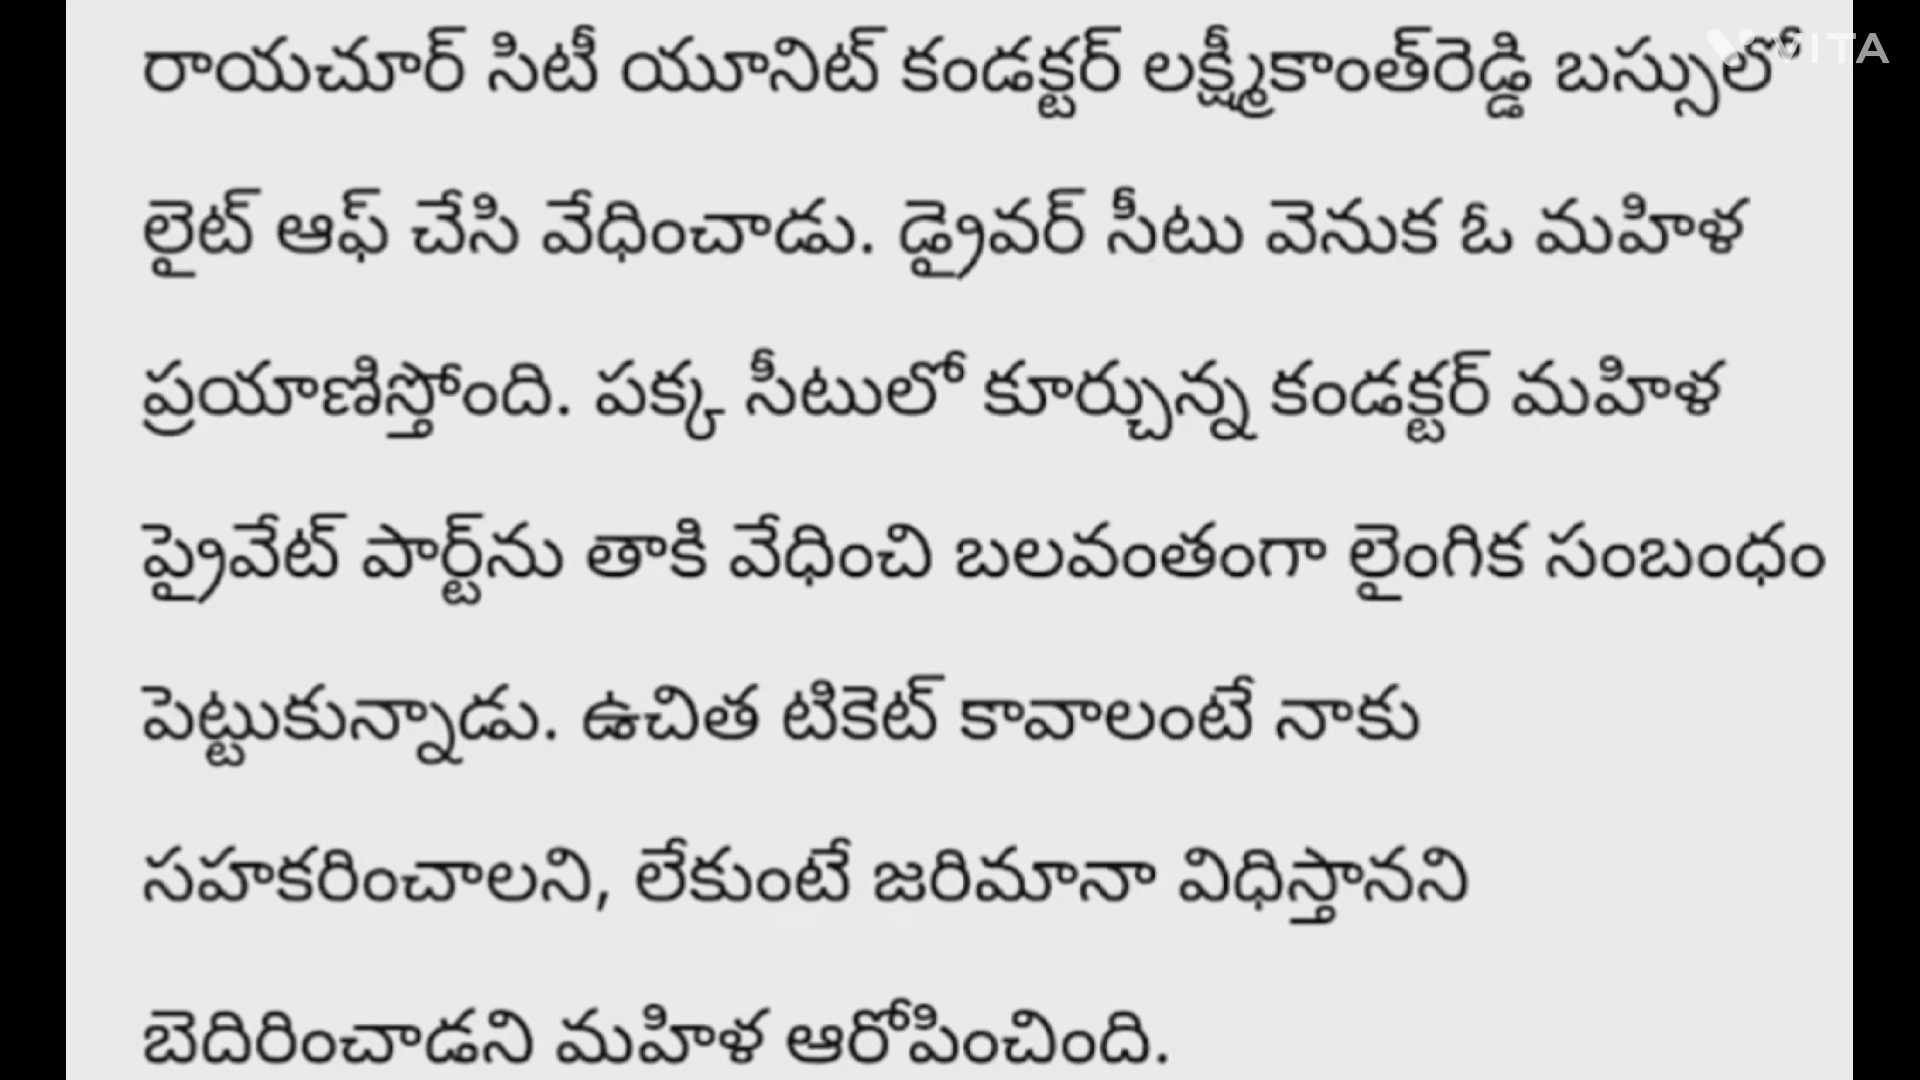 రాయచూర్ సిటీ యూనిట్ కండక్టర్ లక్ష్మీకాంత్‌రెడ్డి బస్సులో
VITA
లైట్ ఆఫ్ చేసి వేధించాడు. డ్రైవర్ సీటు వెనుక ఓ మహిళ
ప్రయాణిస్తోంది. పక్క సీటులో కూర్చున్న కండక్టర్ మహిళ
ప్రైవేట్ పార్ట్‌ను తాకి వేధించి బలవంతంగా లైంగిక సంబంధం
పెట్టుకున్నాడు. ఉచిత టికెట్ కావాలంటే నాకు
సహకరించాలని, లేకుంటే జరిమానా విధిస్తానని
బెదిరించాడని మహిళ ఆరోపించింది.